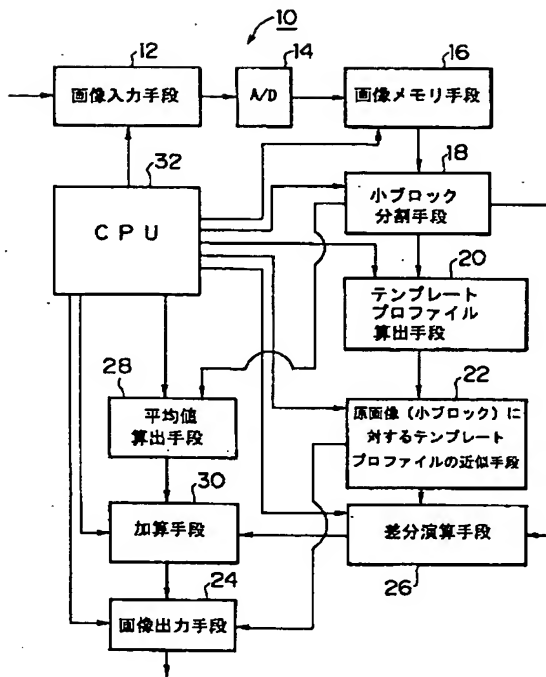 10
12
14
16
画像入力手段
A/D
画像メモリ手段
32
18
CPU
小ブロック
分割手段
20
テンプレート
プロファイル
算出手段
28
22
平均値
算出手段
原画像(小ブロック)に
対するテンプレート
プロファイルの近似手段
30
加算手段
差分演算手段
24
26
画像出力手段